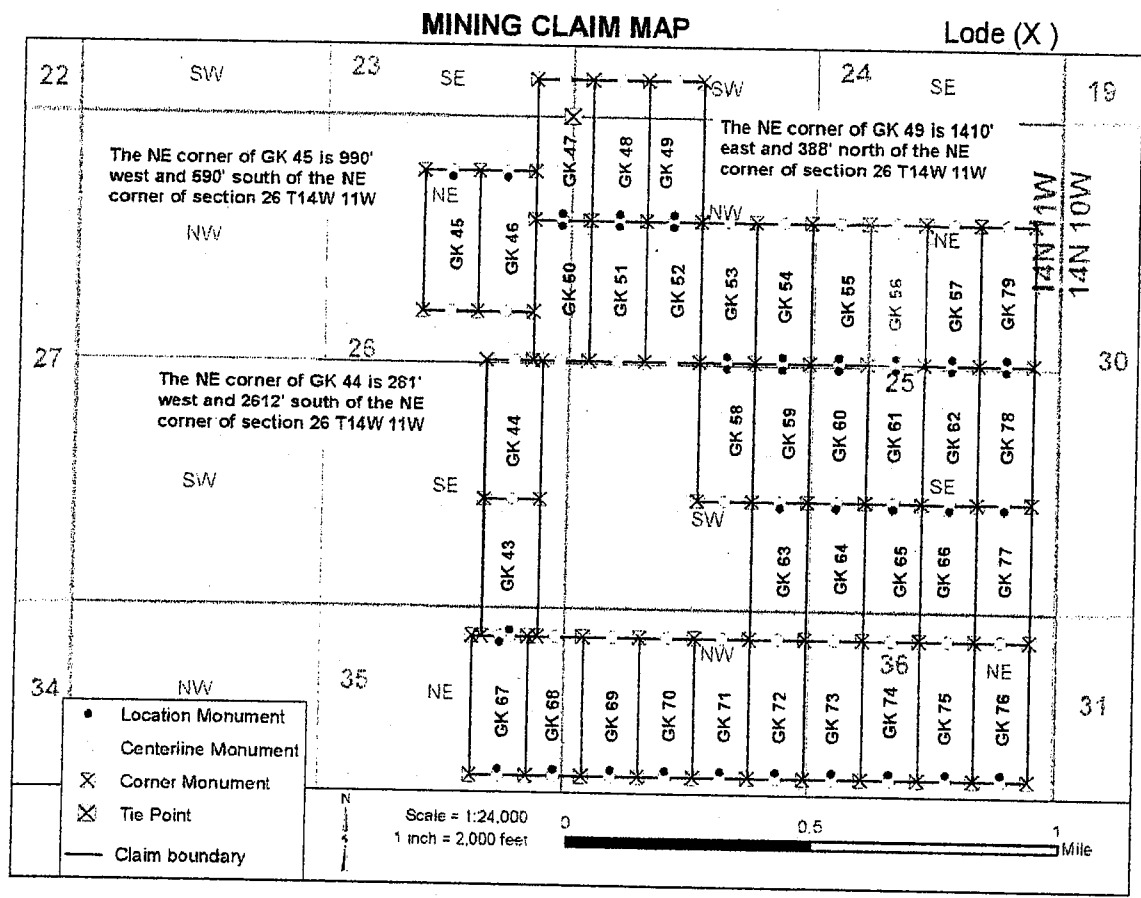 MINING CLAIM MAP
Lode (X )
22
SW
23
SE
SW
24
SE
19
The NE corner of GK 45 is 990'
west and 590' south of the NE
corner of section 26 T14W 11W
The NE corner of GK 49 is 1410'
east and 388' north of the NE
corner of section 26 T14W 11W
GK 47
GK 48
GK 49
NE
GK 45
GK 46
NW
NW
NE
14N 11W
14N 10W
GK 50
GK 51
GK 52
GK 53
GK 54
GK 55
GK 56
GK 57
GK 79
27
26
25
30
The NE corner of GK 44 is 281'
west and 2612' south of the NE
corner of section 26 T14W 11W
GK 44
GK 58
GK 59
GK 60
GK 61
GK 62
GK 78
SW
SE
SW
SE
GK 43
GK 63
GK 64
GK 65
GK 66
GK 77
34
NW
35
NE
NW
36
NE
31
GK 67
GK 68
GK 69
GK 70
GK 71
GK 72
GK 73
GK 74
GK 75
GK 76
Location Monument
Centerline Monument
Corner Monument
Tie Point
Claim boundary
N
Scale = 1:24,000
1 inch = 2,000 feet
0
0.5
1
Mile